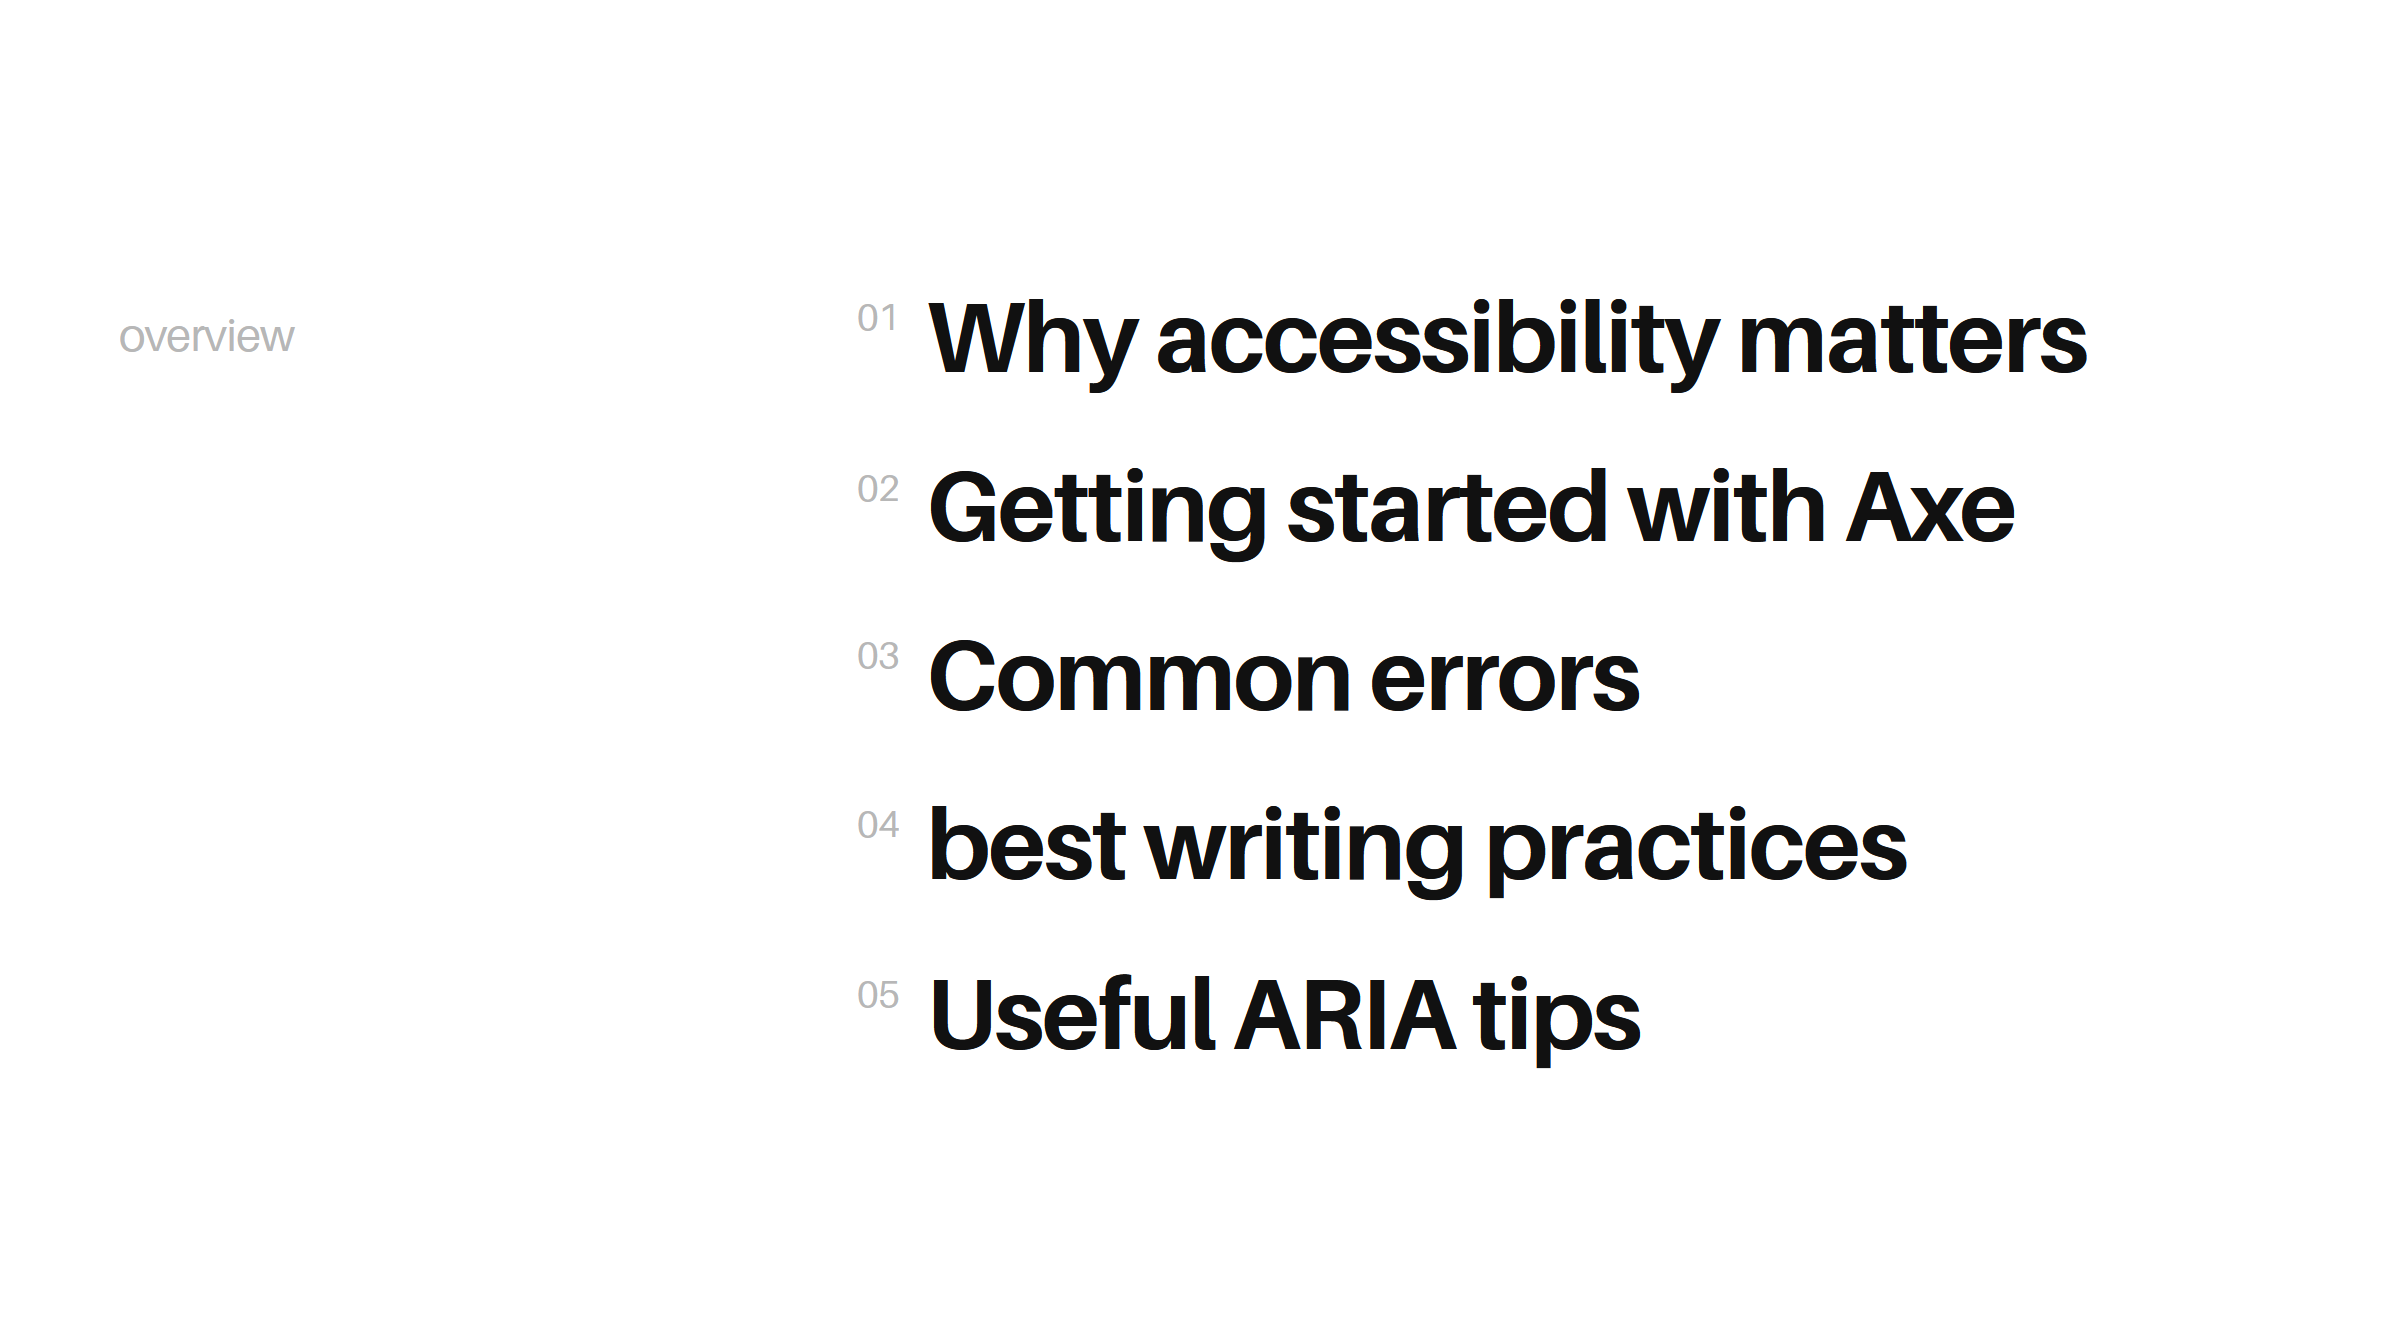 overview
01 Why accessibility matters
02 Getting started with Axe
03 Common errors
04 best writing practices
05 Useful ARIA tips